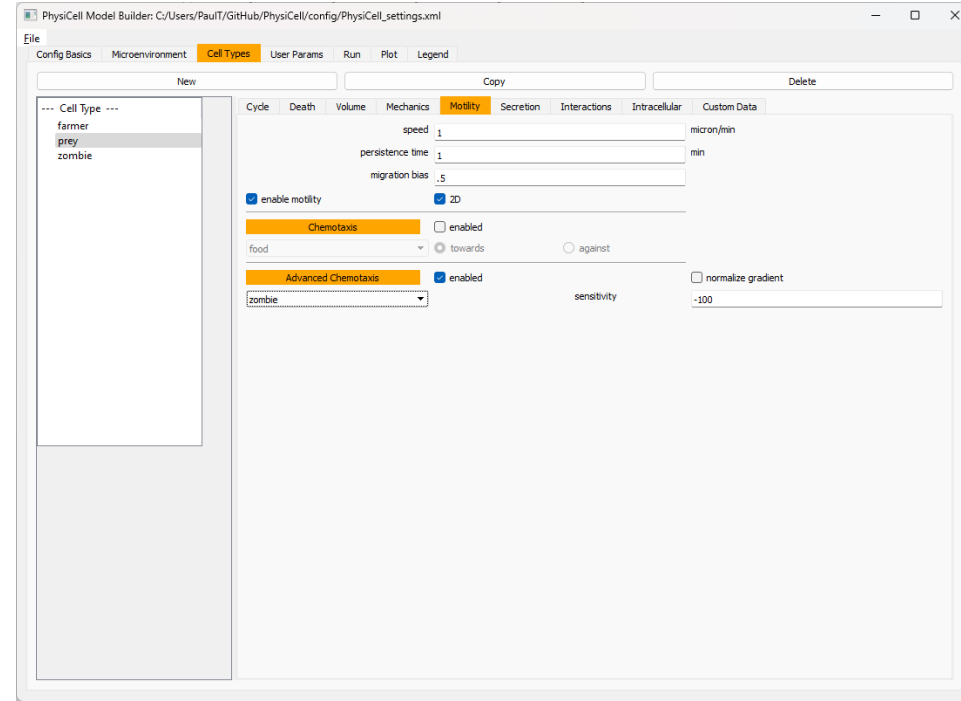 PhysiCell Model Builder: C:/Users/PaulT/GitHub/PhysiCell/config/PhysiCell_settings.xml
File
Config Basics Microenvironment Cell Types User Params Run Plot Legend
New Copy Delete
--- Cell Type ---
farmer
prey
zombie
Cycle Death Volume Mechanics Motility Secretion Interactions Intracellular Custom Data
speed 1 micron/min
persistence time 1 min
migration bias .5
enable motility 2D
Chemotaxis enabled
food towards against
Advanced Chemotaxis enabled normalize gradient
zombie sensitivity -100